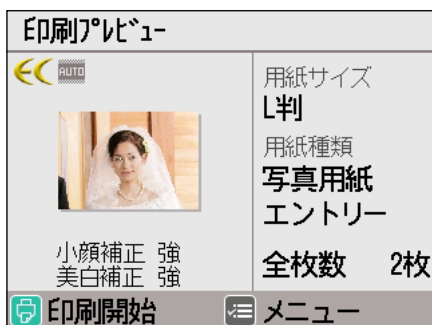 印刷プレビュー
EC AUTO
用紙サイズ
L判
用紙種類
写真用紙
エントリー
小顔補正 強
美白補正 強
全枚数 2枚
印刷開始
メニュー